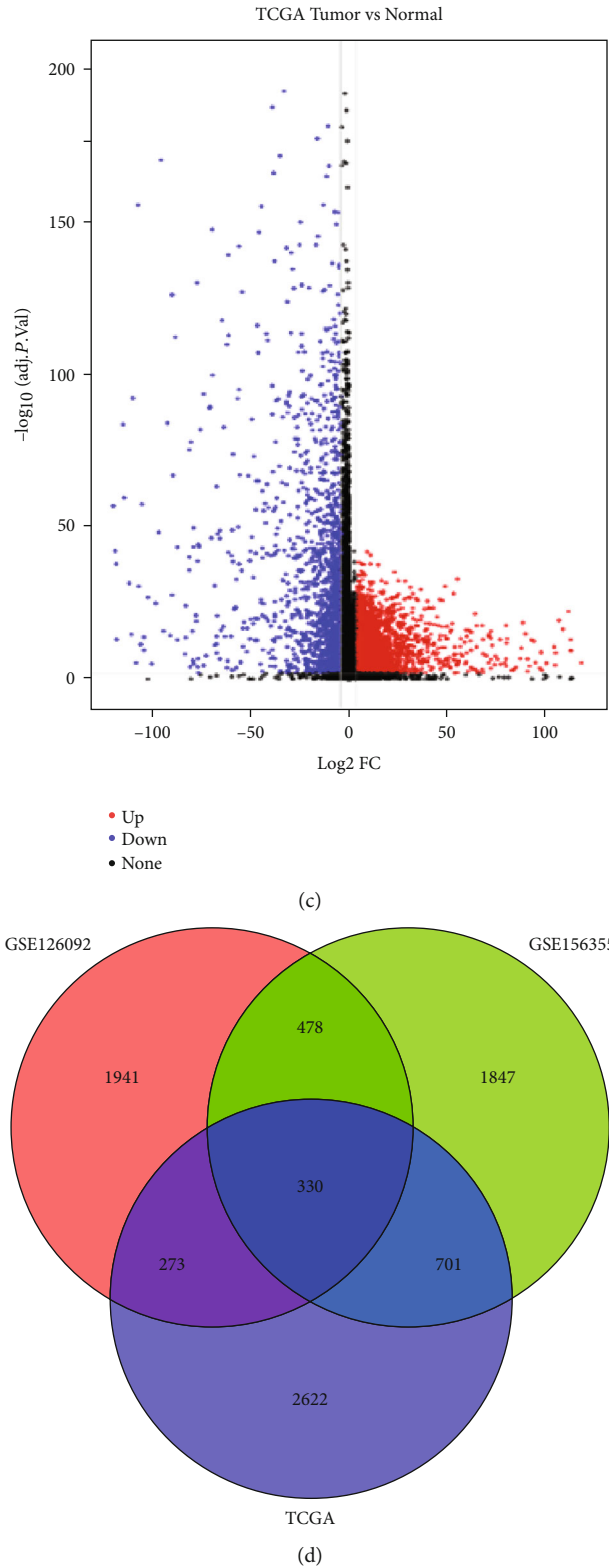 TCGA Tumor vs Normal
200
150
100
50
0
−log10 (adj.P.Val)
−100 −50 0 50 100
Log2 FC
Up
Down
None
(c)
GSE126092 GSE156355
478
1941 1847
330
273 701
2622
TCGA
(d)